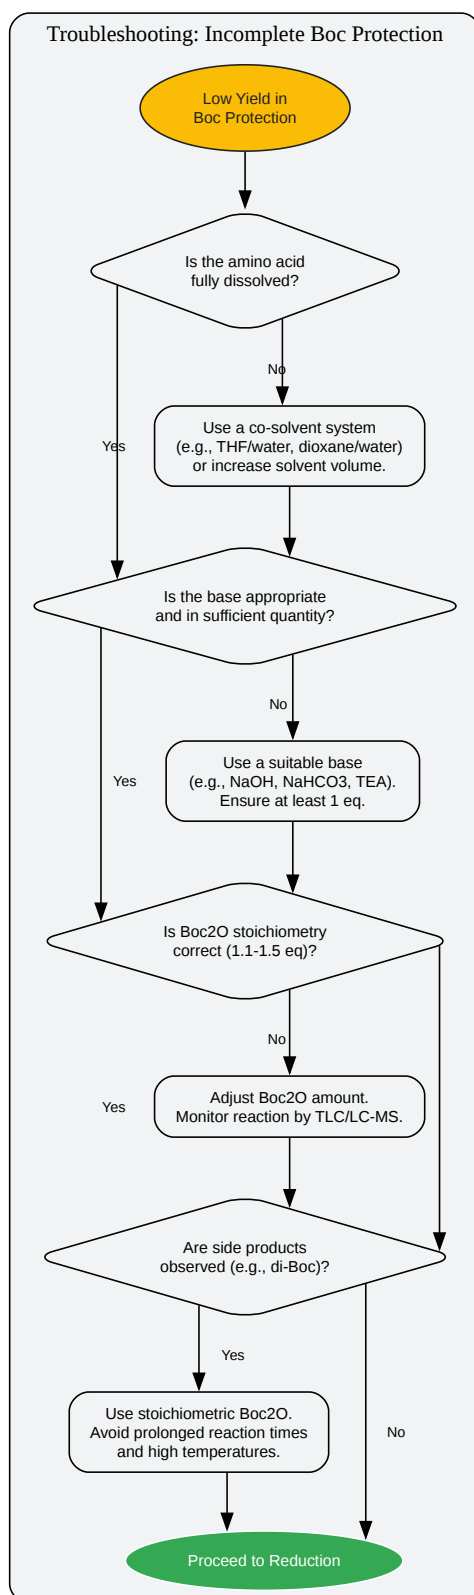 Troubleshooting: Incomplete Boc Protection
Low Yield in
Boc Protection
Is the amino acid
fully dissolved?
No
Use a co-solvent system
(e.g., THF/water, dioxane/water)
or increase solvent volume.
Yes
Is the base appropriate
and in sufficient quantity?
No
Use a suitable base
(e.g., NaOH, NaHCO3, TEA).
Ensure at least 1 eq.
Yes
Is Boc2O stoichiometry
correct (1.1-1.5 eq)?
No
Adjust Boc2O amount.
Monitor reaction by TLC/LC-MS.
Yes
Are side products
observed (e.g., di-Boc)?
Yes
Use stoichiometric Boc2O.
Avoid prolonged reaction times
and high temperatures.
No
Proceed to Reduction